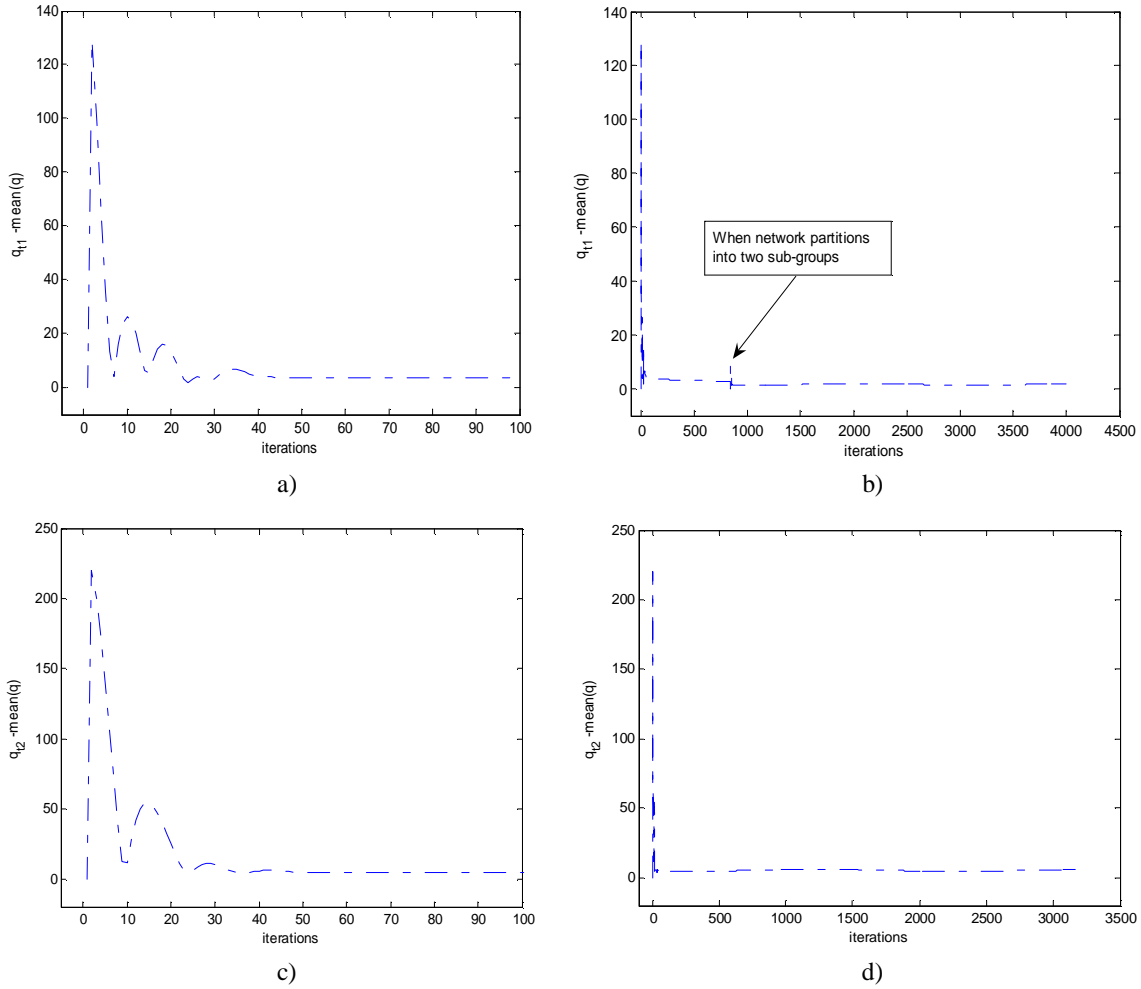 140
120
100
80
60
40
20
0
q_t1 -mean(q)
0 10 20 30 40 50 60 70 80 90 100
iterations
a)
140
120
100
80
60
40
20
0
q_t1 -mean(q)
When network partitions
into two sub-groups
0 500 1000 1500 2000 2500 3000 3500 4000 4500
iterations
b)
250
200
150
100
50
0
q_t2 -mean(q)
0 10 20 30 40 50 60 70 80 90 100
iterations
c)
250
200
150
100
50
0
q_t2 -mean(q)
0 500 1000 1500 2000 2500 3000 3500
iterations
d)